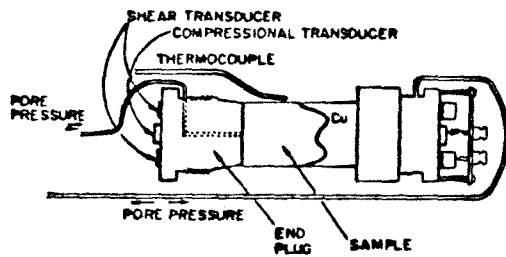 SHEAR TRANSDUCER
COMPRESSIONAL TRANSDUCER
THERMOCOUPLE
PORE
PRESSURE
Cu
PORE PRESSURE
END
PLUG
SAMPLE